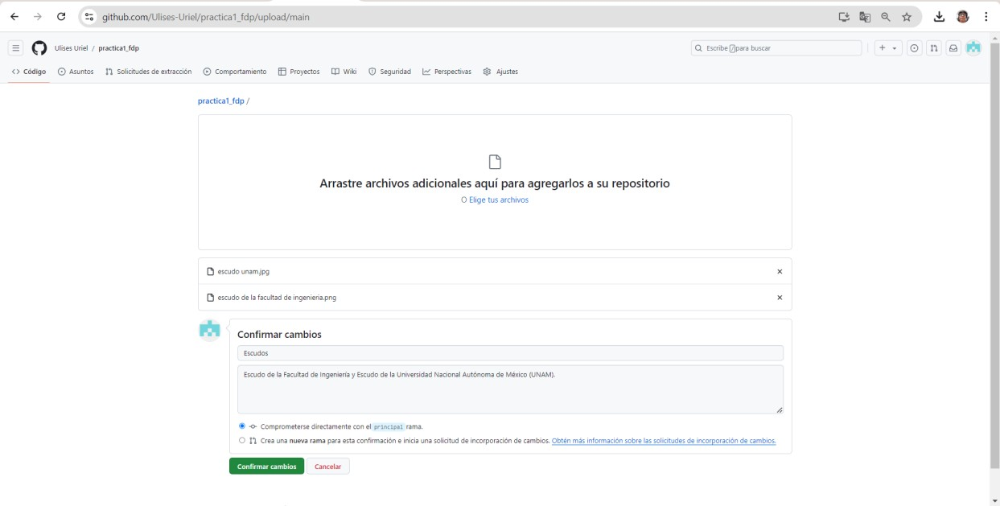 github.com/Ulises-Uriel/practica1_fdp/upload/main
Ulises Uriel / practica1_fdp
Escribe / para buscar
Código Asuntos Solicitudes de extracción Comportamiento Proyectos Wiki Seguridad Perspectivas Ajustes
practica1_fdp /
Arrastre archivos adicionales aquí para agregarlos a su repositorio
O Elige tus archivos
escudo unam.jpg
escudo de la facultad de ingenieria.png
Confirmar cambios
Escudos
Escudo de la Facultad de Ingeniería y Escudo de la Universidad Nacional Autónoma de México (UNAM).
Comprometerse directamente con el principal rama.
Crea una nueva rama para esta confirmación e inicia una solicitud de incorporación de cambios. Obtén más información sobre las solicitudes de incorporación de cambios.
Confirmar cambios Cancelar